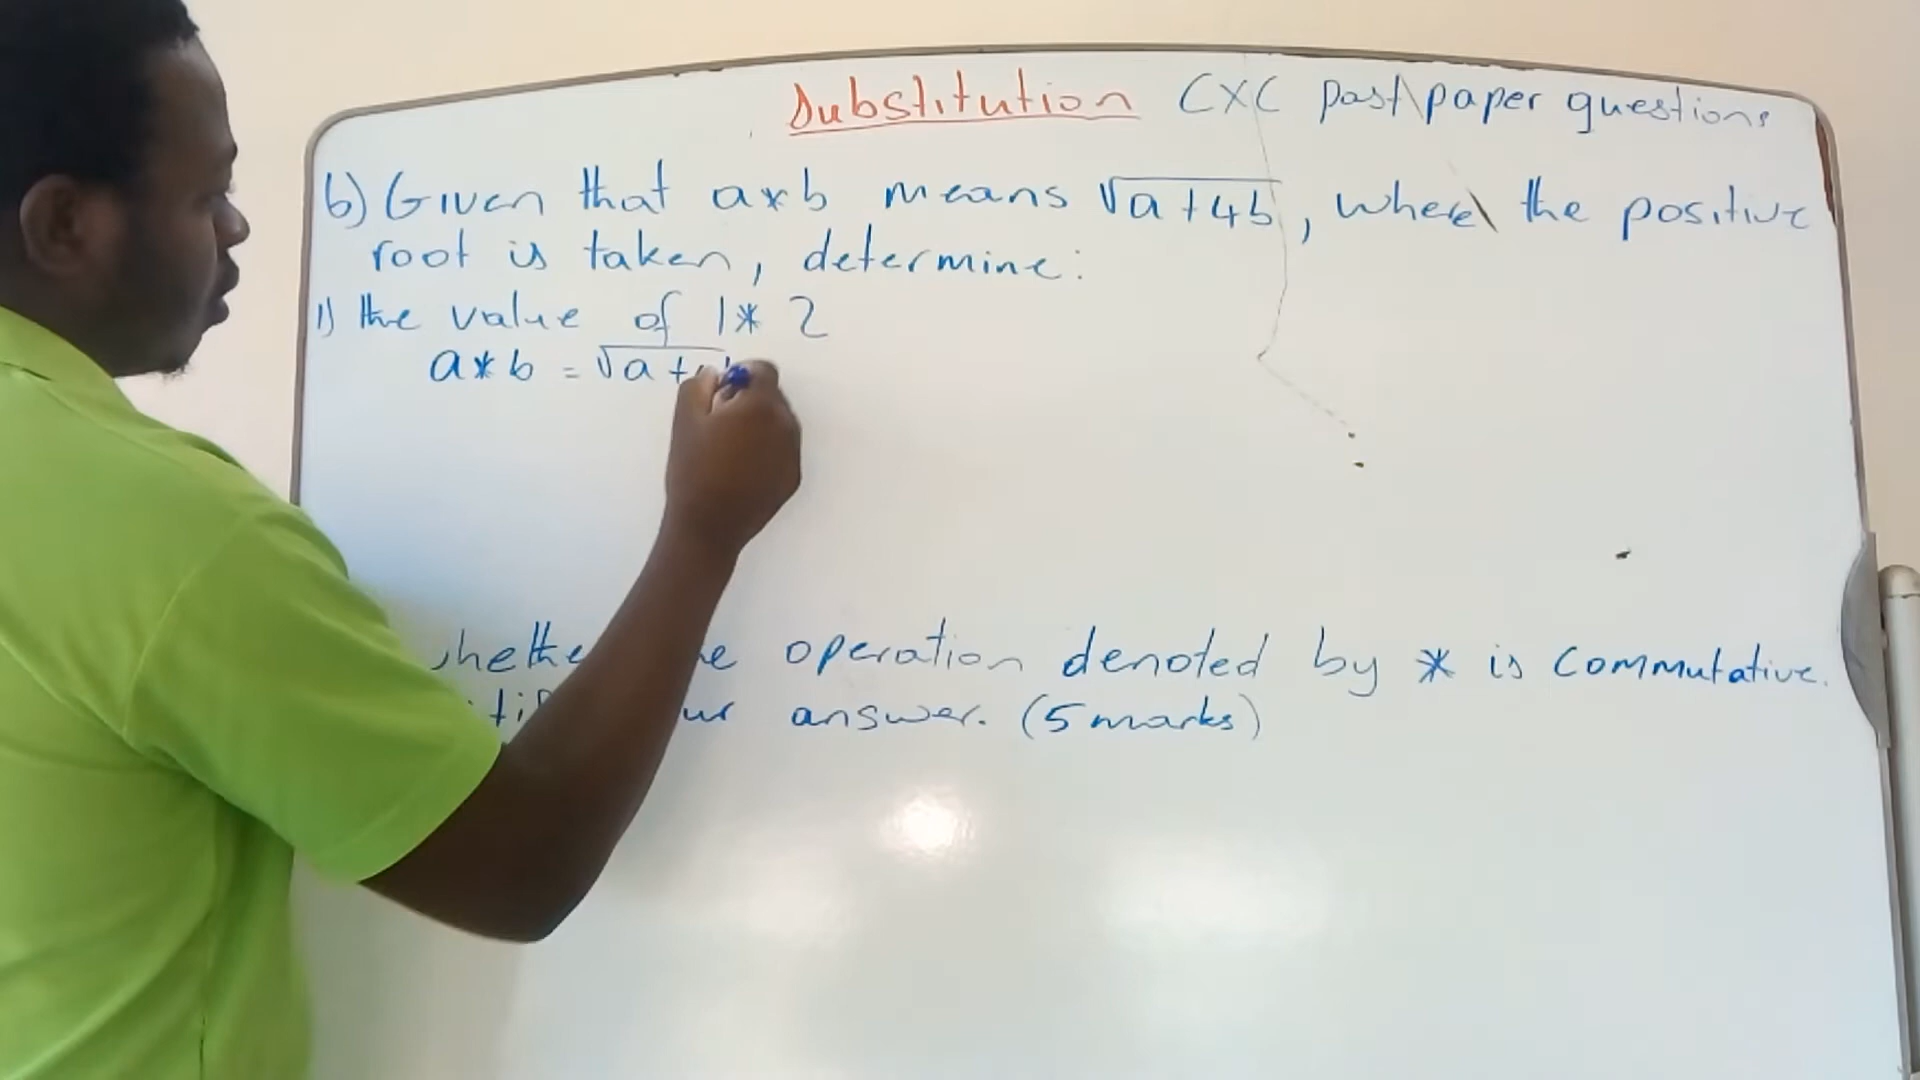 Substitution CXC past paper questions
b) Given that a*b means √a+4b, where the positive
root is taken, determine:
i) the value of 1 * 2
a*b = √a+
operation denoted by * is commutative.
answer. (5 marks)